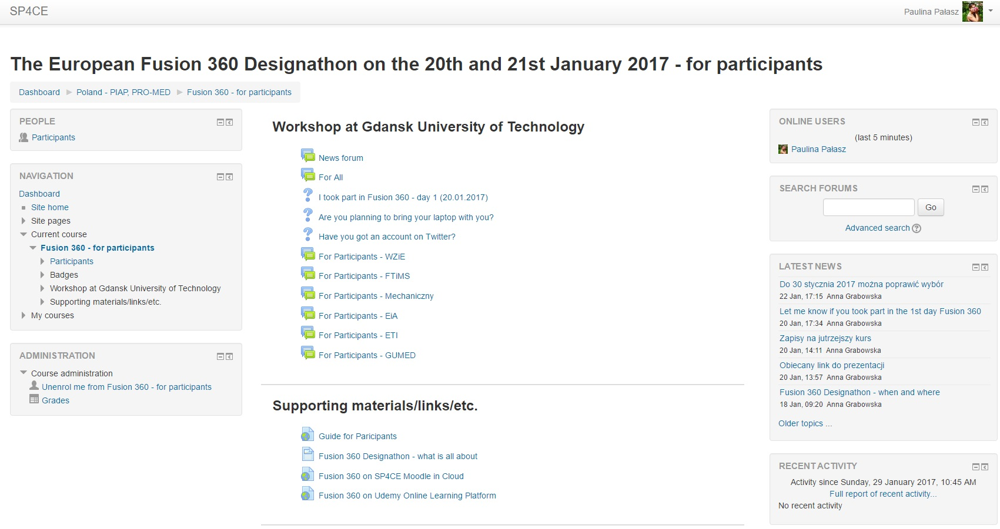 SP4CE
Paulina Pałasz
The European Fusion 360 Designathon on the 20th and 21st January 2017 - for participants
Dashboard Poland - PIAP, PRO-MED Fusion 360 - for participants
PEOPLE
Participants
NAVIGATION
Dashboard
Site home
Site pages
Current course
Fusion 360 - for participants
Participants
Badges
Workshop at Gdansk University of Technology
Supporting materials/links/etc.
My courses
ADMINISTRATION
Course administration
Unenrol me from Fusion 360 - for participants
Grades
Workshop at Gdansk University of Technology
News forum
For All
I took part in Fusion 360 - day 1 (20.01.2017)
Are you planning to bring your laptop with you?
Have you got an account on Twitter?
For Participants - WZiE
For Participants - FTiMS
For Participants - Mechaniczny
For Participants - EiA
For Participants - ETI
For Participants - GUMED
Supporting materials/links/etc.
Guide for Paricipants
Fusion 360 Designathon - what is all about
Fusion 360 on SP4CE Moodle in Cloud
Fusion 360 on Udemy Online Learning Platform
ONLINE USERS
(last 5 minutes)
Paulina Pałasz
SEARCH FORUMS
Go
Advanced search ?
LATEST NEWS
Do 30 stycznia 2017 można poprawić wybór
22 Jan, 17:15 Anna Grabowska
Let me know if you took part in the 1st day Fusion 360
20 Jan, 17:34 Anna Grabowska
Zapisy na jutrzejszy kurs
20 Jan, 14:11 Anna Grabowska
Obiecany link do prezentacji
20 Jan, 13:57 Anna Grabowska
Fusion 360 Designathon - when and where
18 Jan, 09:20 Anna Grabowska
Older topics ...
RECENT ACTIVITY
Activity since Sunday, 29 January 2017, 10:45 AM
Full report of recent activity...
No recent activity